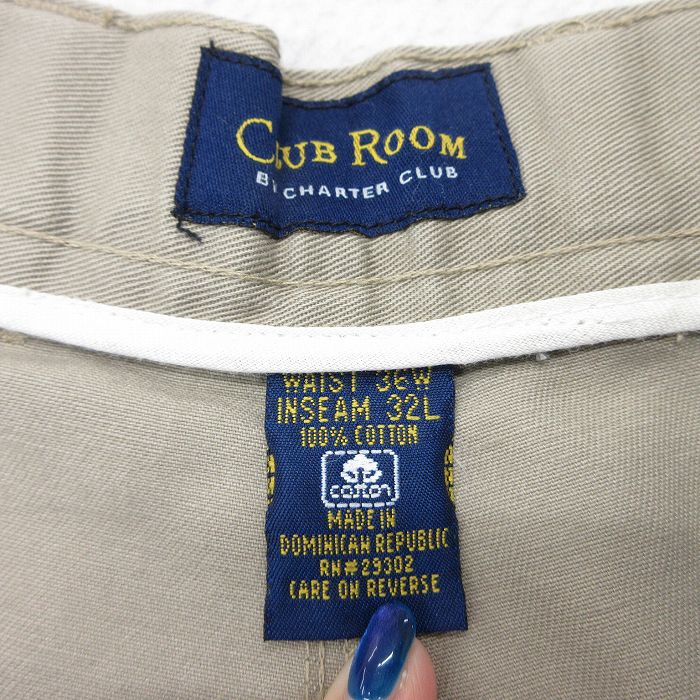 CLUB ROOM
BY CHARTER CLUB
WAIST 36W
INSEAM 32L
100% COTTON
cotton
MADE IN
DOMINICAN REPUBLIC
RN#29302
CARE ON REVERSE